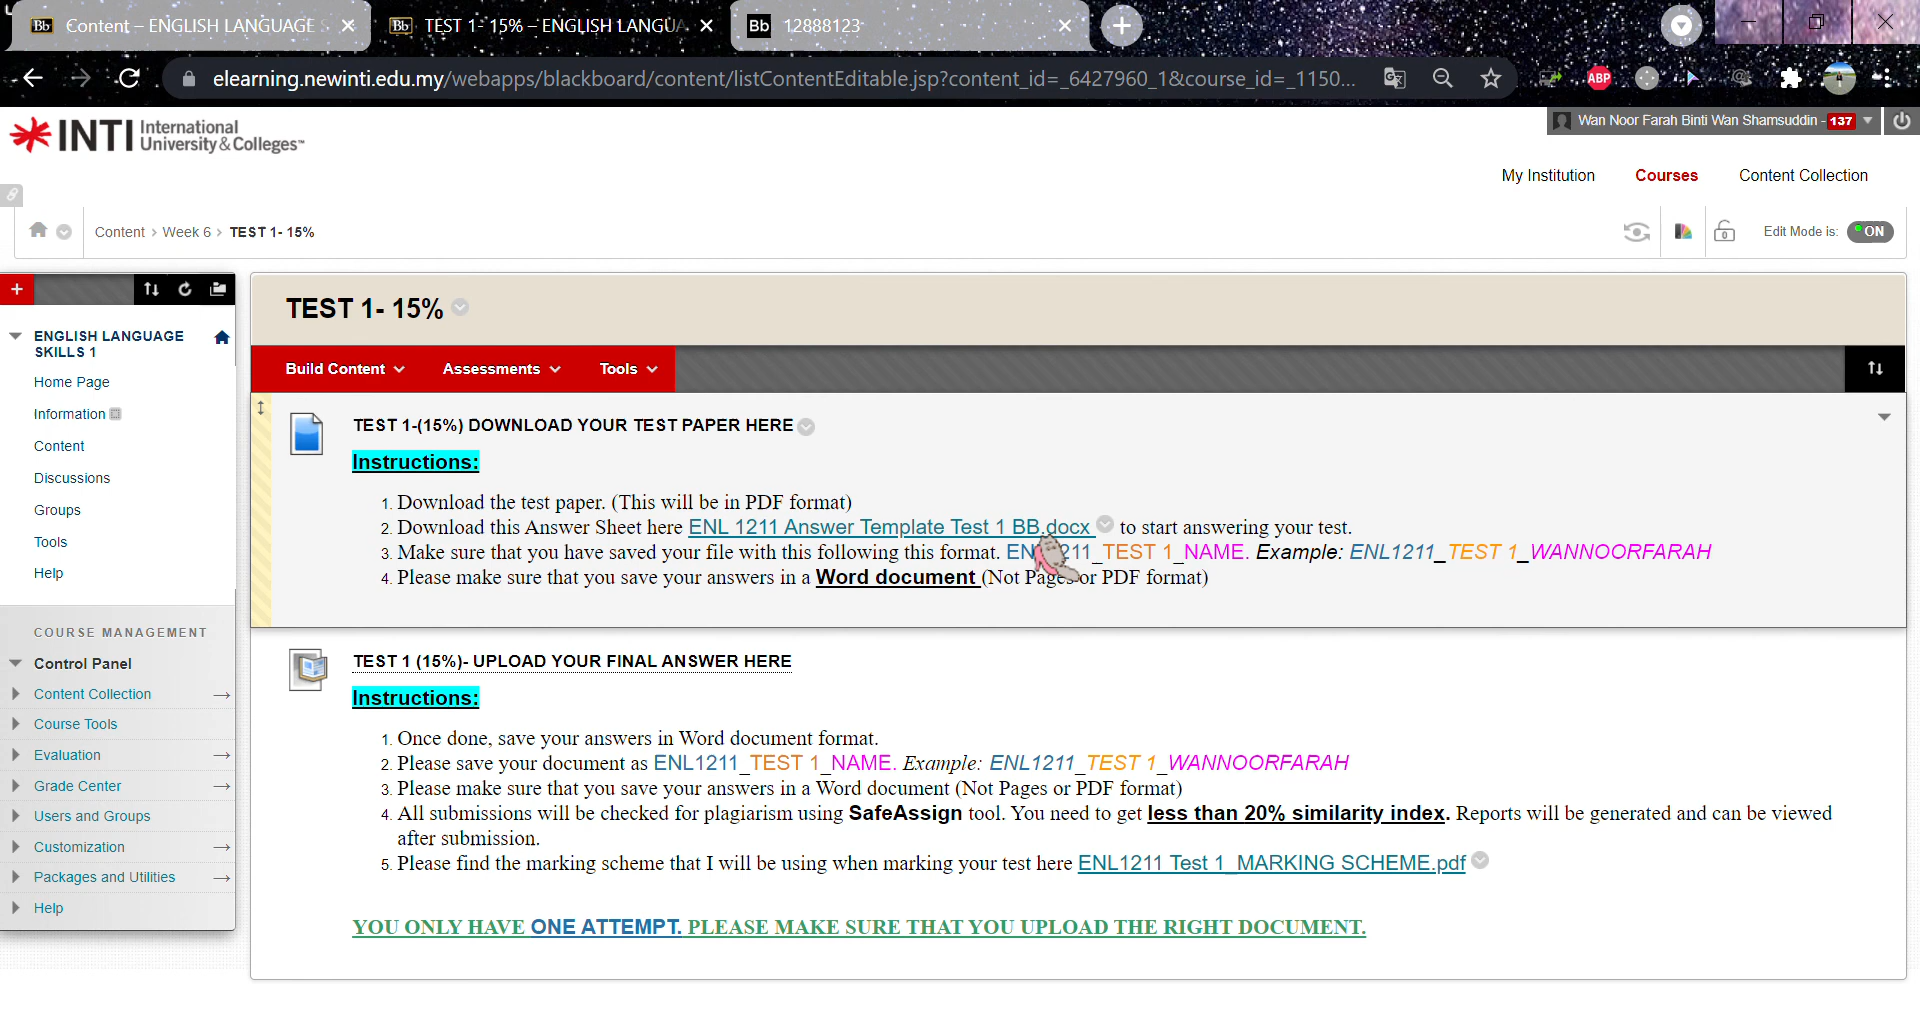 Content – ENGLISH LANGUAGE S
TEST 1- 15% – ENGLISH LANGUA
12888123
elearning.newinti.edu.my/webapps/blackboard/content/listContentEditable.jsp?content_id=_6427960_1&course_id=_1150...
ABP
INTI International University & Colleges™
Wan Noor Farah Binti Wan Shamsuddin - 137
My Institution Courses Content Collection
Content > Week 6 > TEST 1- 15%
Edit Mode is: ON
ENGLISH LANGUAGE
SKILLS 1
Home Page
Information
Content
Discussions
Groups
Tools
Help
COURSE MANAGEMENT
Control Panel
Content Collection
Course Tools
Evaluation
Grade Center
Users and Groups
Customization
Packages and Utilities
Help
TEST 1- 15%
Build Content Assessments Tools
TEST 1-(15%) DOWNLOAD YOUR TEST PAPER HERE
Instructions:
1. Download the test paper. (This will be in PDF format)
2. Download this Answer Sheet here ENL 1211 Answer Template Test 1 BB.docx to start answering your test.
3. Make sure that you have saved your file with this following this format. 211_TEST 1_NAME. Example: ENL1211_TEST 1_WANNOORFARAH
4. Please make sure that you save your answers in a Word document (Not Pages or PDF format)
TEST 1 (15%)- UPLOAD YOUR FINAL ANSWER HERE
Instructions:
1. Once done, save your answers in Word document format.
2. Please save your document as ENL1211_TEST 1_NAME. Example: ENL1211_TEST 1_WANNOORFARAH
3. Please make sure that you save your answers in a Word document (Not Pages or PDF format)
4. All submissions will be checked for plagiarism using SafeAssign tool. You need to get less than 20% similarity index. Reports will be generated and can be viewed
after submission.
5. Please find the marking scheme that I will be using when marking your test here ENL1211 Test 1_MARKING SCHEME.pdf
YOU ONLY HAVE ONE ATTEMPT. PLEASE MAKE SURE THAT YOU UPLOAD THE RIGHT DOCUMENT.